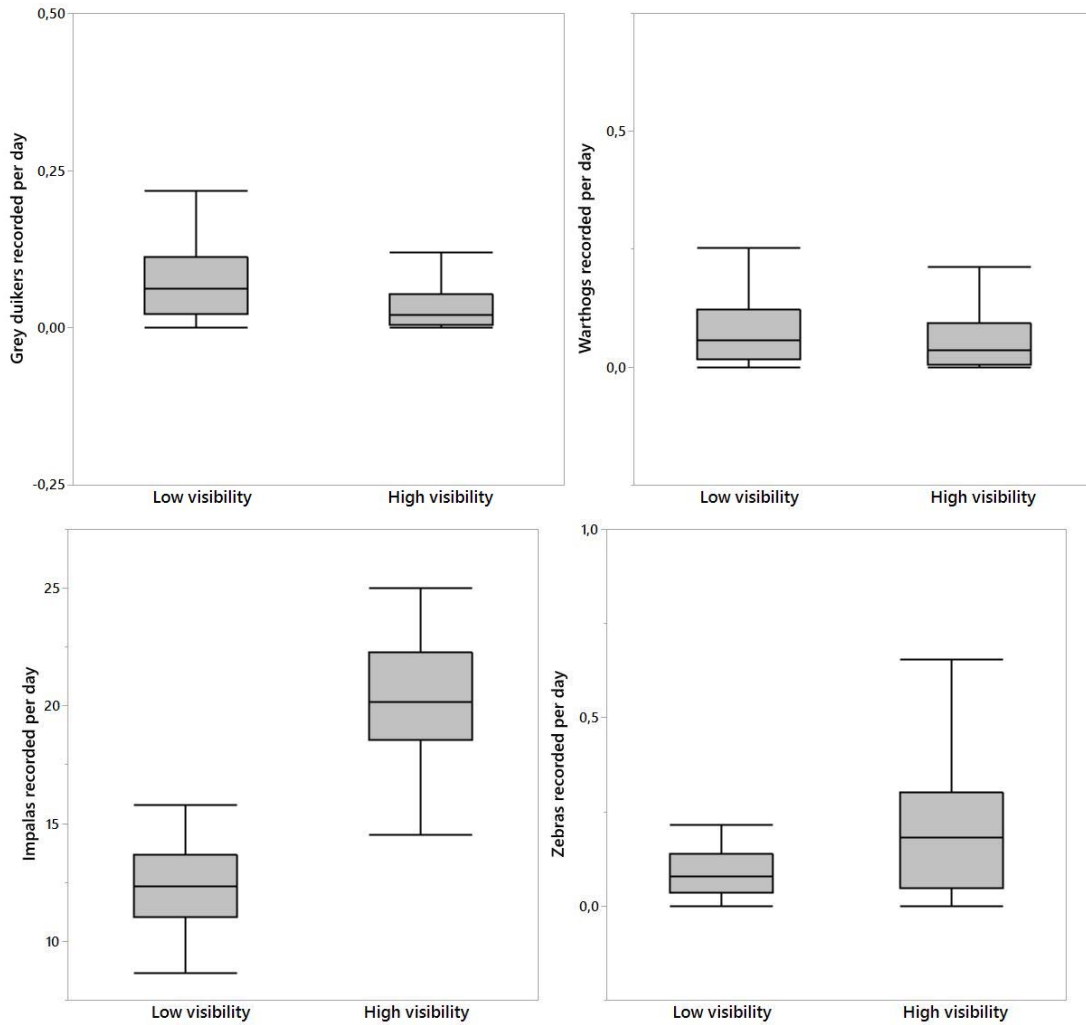 Grey duikers recorded per day
0,50
0,25
0,00
-0,25
Low visibility
High visibility
Warthogs recorded per day
0,5
0,0
Low visibility
High visibility
Impalas recorded per day
25
20
15
10
Low visibility
High visibility
Zebras recorded per day
1,0
0,5
0,0
Low visibility
High visibility